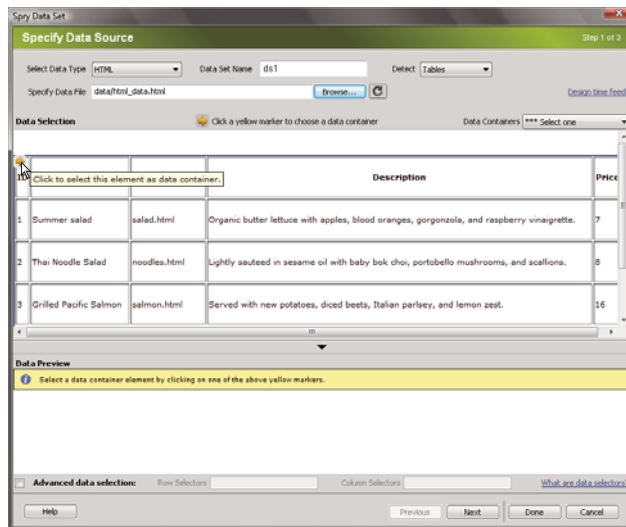 Spry Data Set
Specify Data Source
Step 1 of 3
Select Data Type HTML Data Set Name ds1 Detect: Tables
Specify Data File data/html_data.html Browse... Design time feed
Data Selection Click a yellow marker to choose a data container Data Containers *** Select one
Description Price
Click to select this element as data container.
1 Summer salad salad.html Organic butter lettuce with apples, blood oranges, gorgonzola, and raspberry vinaigrette. 7
2 Thai Noodle Salad noodles.html Lightly sauteed in sesame oil with baby bok choi, portobello mushrooms, and scallions. 8
3 Grilled Pacific Salmon salmon.html Served with new potatoes, diced beets, Italian parlsey, and lemon zest. 16
Data Preview
Select a data container element by clicking on one of the above yellow markers.
Advanced data selection: Row Selectors Column Selectors What are data selectors?
Help Previous Next Done Cancel